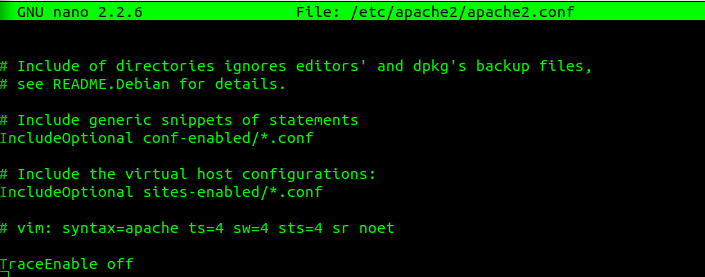 GNU nano 2.2.6 File: /etc/apache2/apache2.conf
# Include of directories ignores editors' and dpkg's backup files,
# see README.Debian for details.
# Include generic snippets of statements
IncludeOptional conf-enabled/*.conf
# Include the virtual host configurations:
IncludeOptional sites-enabled/*.conf
# vim: syntax=apache ts=4 sw=4 sts=4 sr noet
TraceEnable off